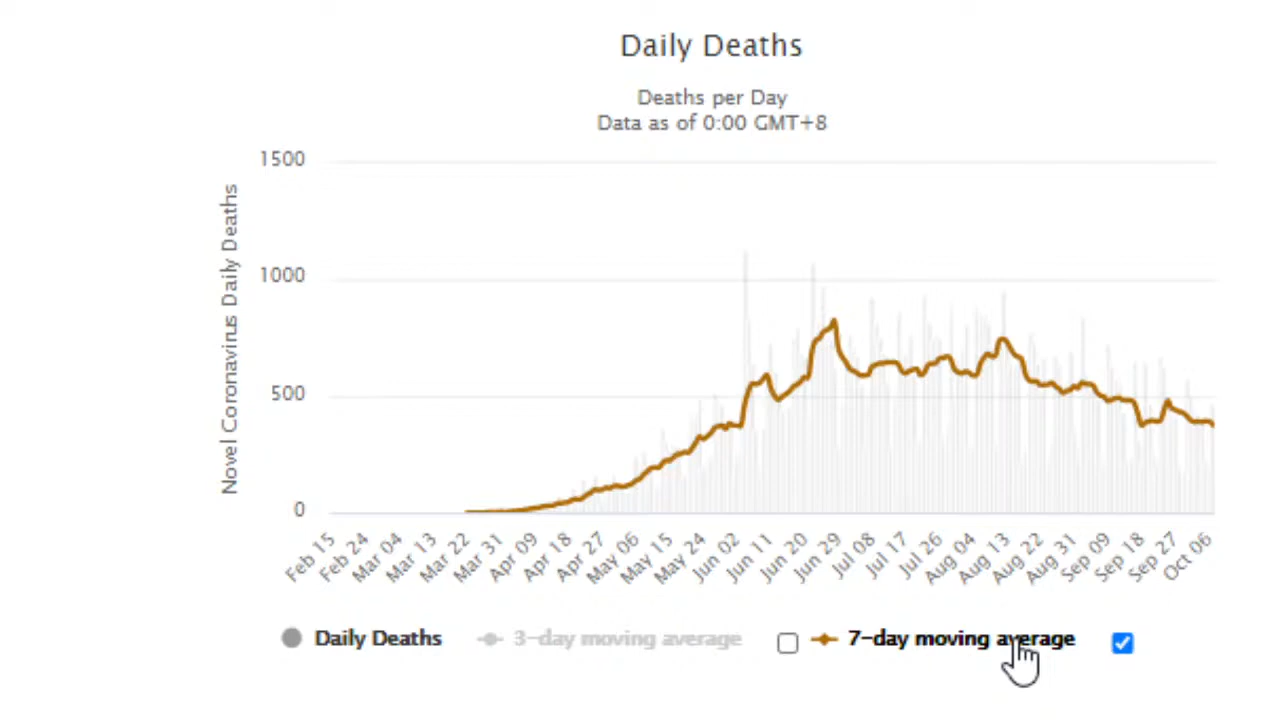 Daily Deaths
Deaths per Day
Data as of 0:00 GMT+8
Novel Coronavirus Daily Deaths
1500
1000
500
0
Feb 15
Feb 24
Mar 04
Mar 13
Mar 22
Mar 31
Apr 09
Apr 18
Apr 27
May 06
May 15
May 24
Jun 02
Jun 11
Jun 20
Jun 29
Jul 08
Jul 17
Jul 26
Aug 04
Aug 13
Aug 22
Aug 31
Sep 09
Sep 18
Sep 27
Oct 06
Daily Deaths
3-day moving average
7-day moving average